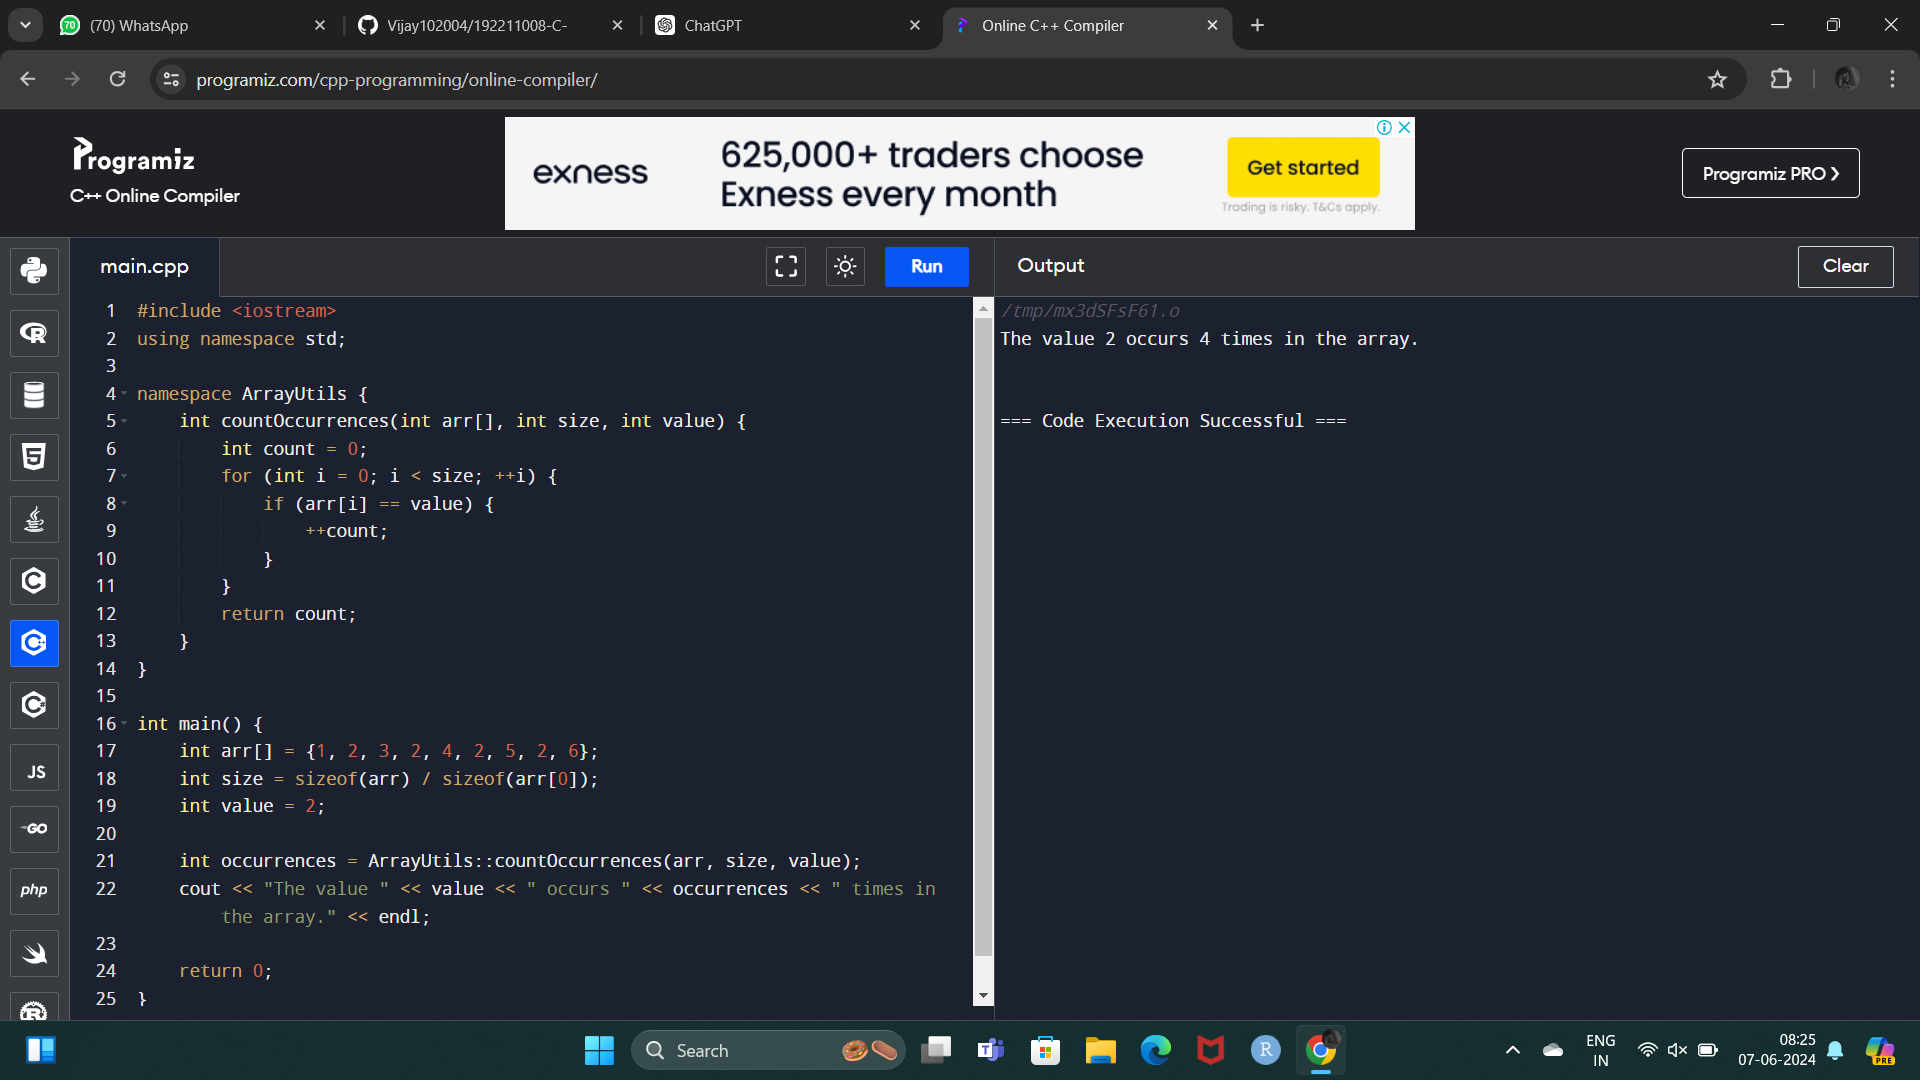 (70) WhatsApp
Vijay102004/192211008-C-
ChatGPT
Online C++ Compiler
programiz.com/cpp-programming/online-compiler/
Programiz
C++ Online Compiler
exness
625,000+ traders choose
Exness every month
Get started
Trading is risky. T&Cs apply.
Programiz PRO
main.cpp
Run
Output
Clear
1 #include <iostream>
2 using namespace std;
3
4 namespace ArrayUtils {
5     int countOccurrences(int arr[], int size, int value) {
6         int count = 0;
7         for (int i = 0; i < size; ++i) {
8             if (arr[i] == value) {
9                 ++count;
10             }
11         }
12         return count;
13     }
14 }
15
16 int main() {
17     int arr[] = {1, 2, 3, 2, 4, 2, 5, 2, 6};
18     int size = sizeof(arr) / sizeof(arr[0]);
19     int value = 2;
20
21     int occurrences = ArrayUtils::countOccurrences(arr, size, value);
22     cout << "The value " << value << " occurs " << occurrences << " times in
        the array." << endl;
23
24     return 0;
25 }
/tmp/mx3dSFsF61.o
The value 2 occurs 4 times in the array.
=== Code Execution Successful ===
JS
GO
php
Search
ENG
IN
08:25
07-06-2024
PRE